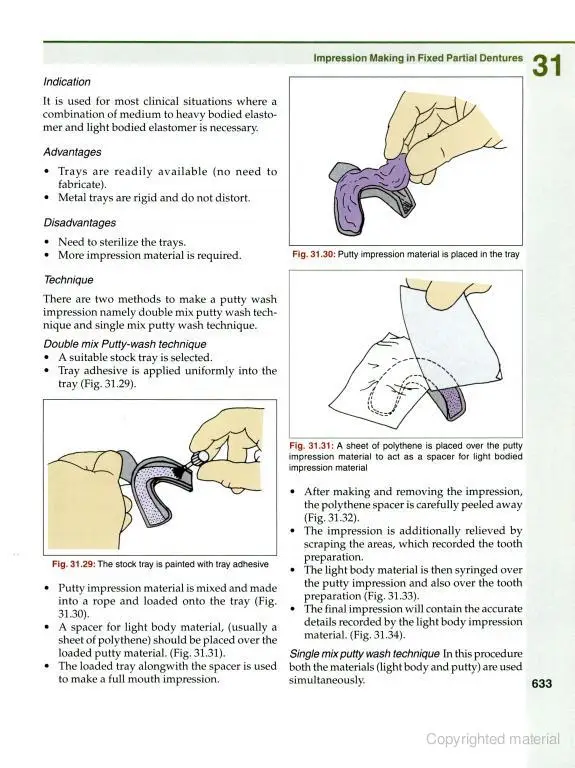 Impression Making in Fixed Partial Dentures
31
Indication
It is used for most clinical situations where a
combination of medium to heavy bodied elasto-
mer and light bodied elastomer is necessary.
Advantages
• Trays are readily available (no need to
fabricate).
• Metal trays are rigid and do not distort.
Disadvantages
• Need to sterilize the trays.
• More impression material is required.
Technique
There are two methods to make a putty wash
impression namely double mix putty wash tech-
nique and single mix putty wash technique.
Double mix Putty-wash technique
• A suitable stock tray is selected.
• Tray adhesive is applied uniformly into the
tray (Fig. 31.29).
Fig. 31.29: The stock tray is painted with tray adhesive
• Putty impression material is mixed and made
into a rope and loaded onto the tray (Fig.
31.30).
• A spacer for light body material, (usually a
sheet of polythene) should be placed over the
loaded putty material. (Fig. 31.31).
• The loaded tray alongwith the spacer is used
to make a full mouth impression.
Fig. 31.30: Putty impression material is placed in the tray
Fig. 31.31: A sheet of polythene is placed over the putty
impression material to act as a spacer for light bodied
impression material
• After making and removing the impression,
the polythene spacer is carefully peeled away
(Fig. 31.32).
• The impression is additionally relieved by
scraping the areas, which recorded the tooth
preparation.
• The light body material is then syringed over
the putty impression and also over the tooth
preparation (Fig. 31.33).
• The final impression will contain the accurate
details recorded by the light body impression
material. (Fig. 31.34).
Single mix putty wash technique In this procedure
both the materials (light body and putty) are used
simultaneously.
633
Copyrighted material